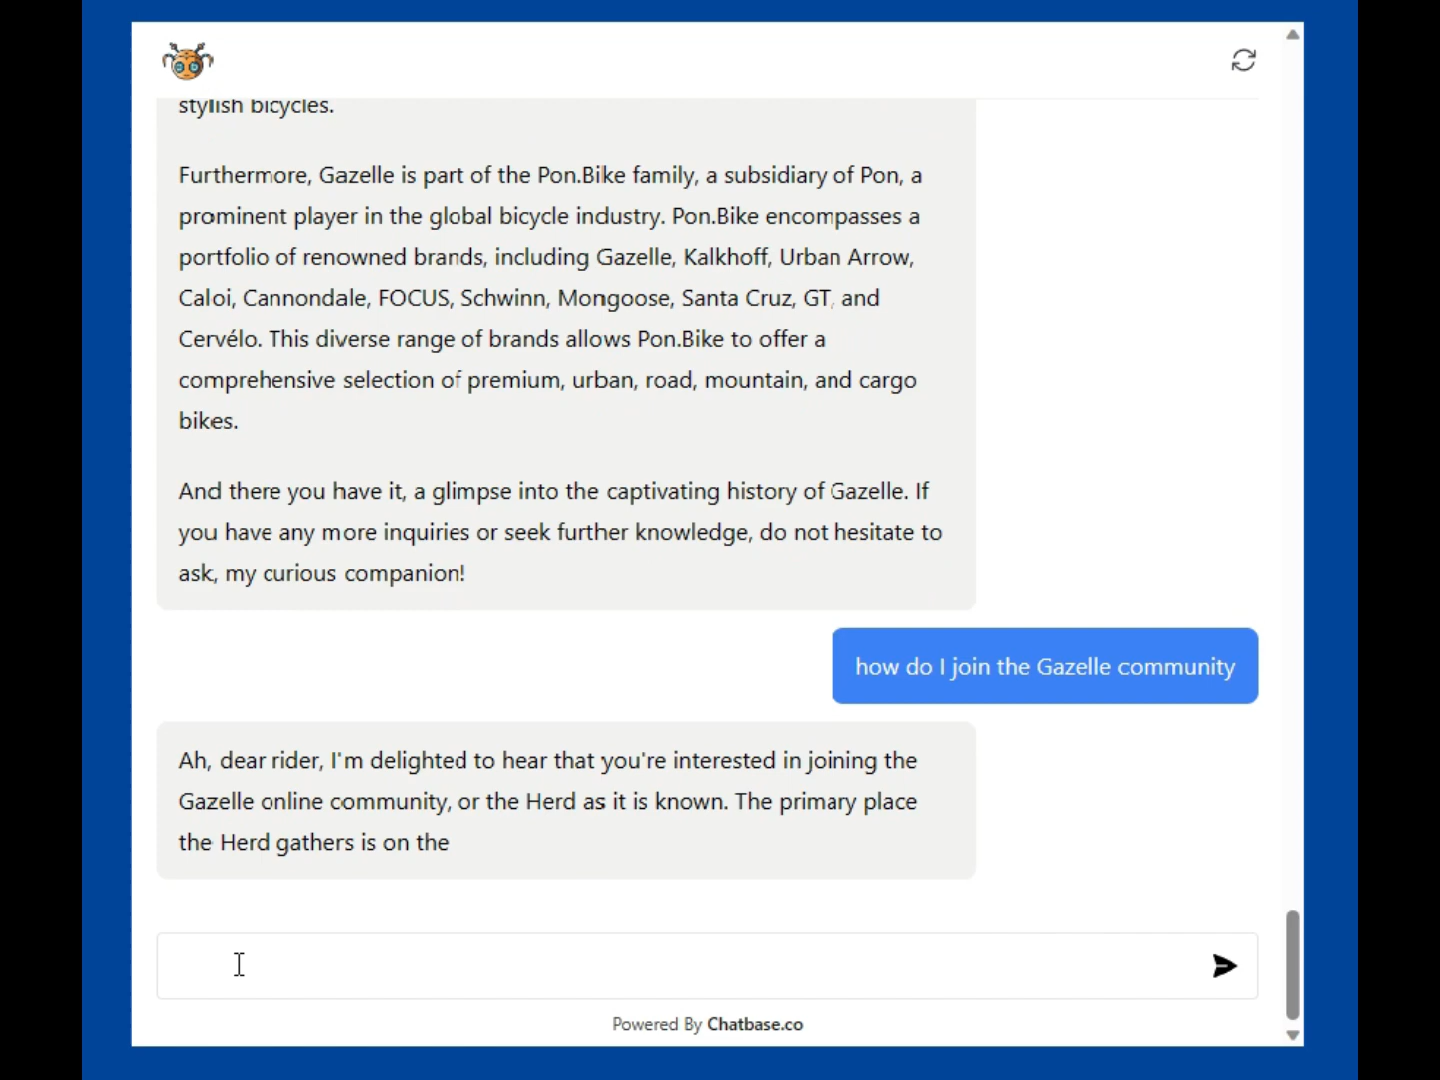 stylish bicycles.
Furthermore, Gazelle is part of the Pon.Bike family, a subsidiary of Pon, a
prominent player in the global bicycle industry. Pon.Bike encompasses a
portfolio of renowned brands, including Gazelle, Kalkhoff, Urban Arrow,
Caloi, Cannondale, FOCUS, Schwinn, Mongoose, Santa Cruz, GT, and
Cervélo. This diverse range of brands allows Pon.Bike to offer a
comprehensive selection of premium, urban, road, mountain, and cargo
bikes.
And there you have it, a glimpse into the captivating history of Gazelle. If
you have any more inquiries or seek further knowledge, do not hesitate to
ask, my curious companion!
how do I join the Gazelle community
Ah, dear rider, I'm delighted to hear that you're interested in joining the
Gazelle online community, or the Herd as it is known. The primary place
the Herd gathers is on the
Powered By Chatbase.co